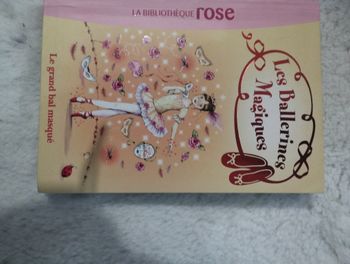 LA BIBLIOTHÈQUE rose
Les Ballerines
Magiques
Le grand bal masqué